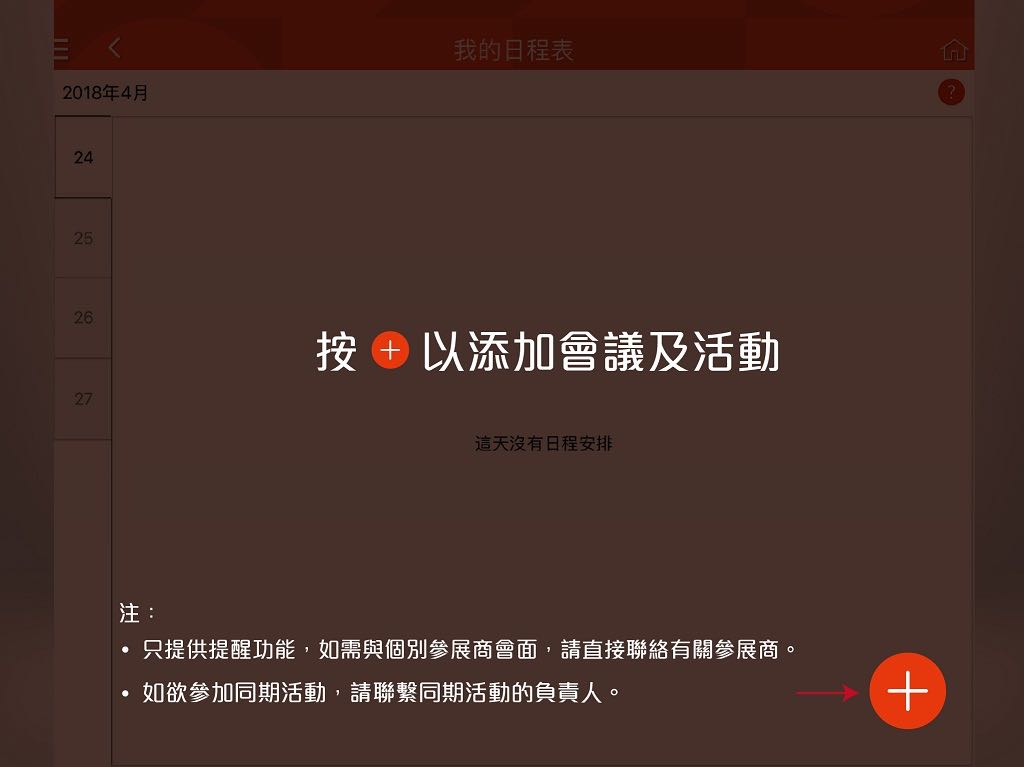 我的日程表
2018年4月
?
24
25
26
27
按 + 以添加會議及活動
這天沒有日程安排
注：
• 只提供提醒功能，如需與個別參展商會面，請直接聯絡有關參展商。
• 如欲參加同期活動，請聯繫同期活動的負責人。